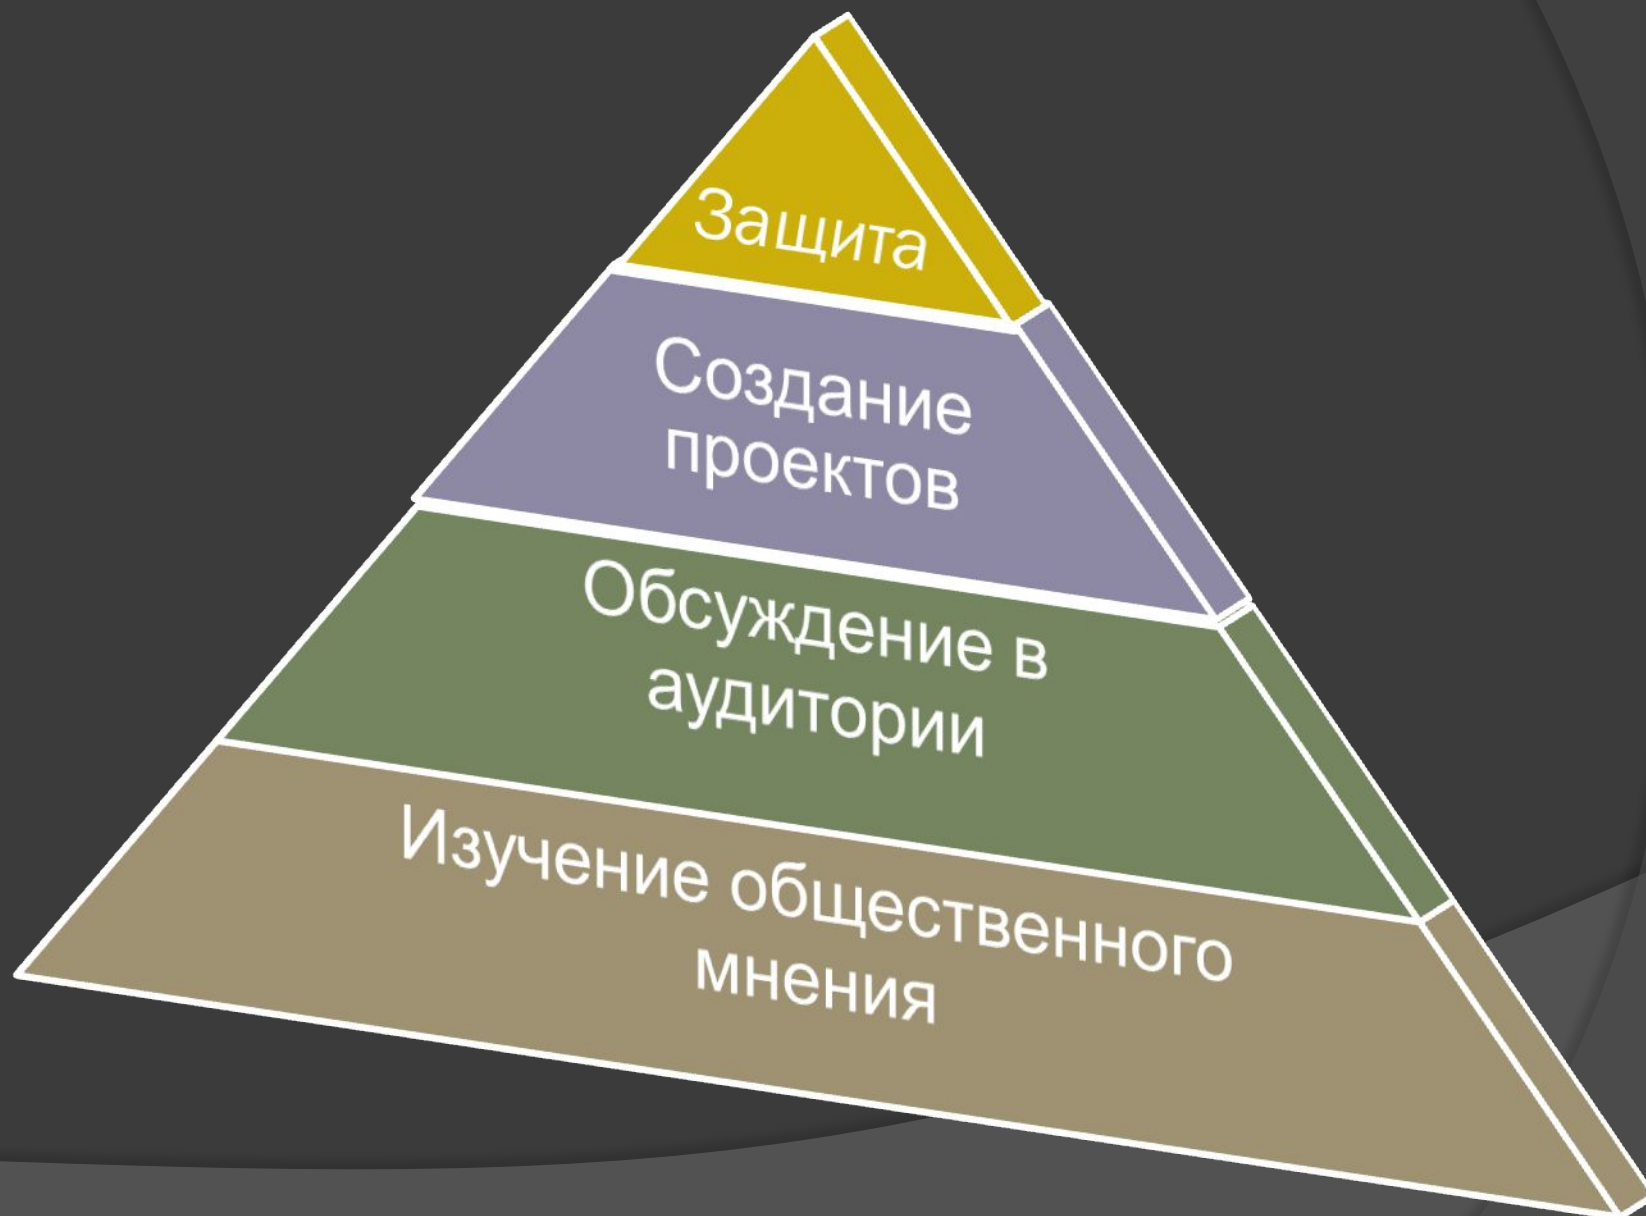 Защита
Создание
проектов
Обсуждение в
аудитории
Изучение общественного
мнения